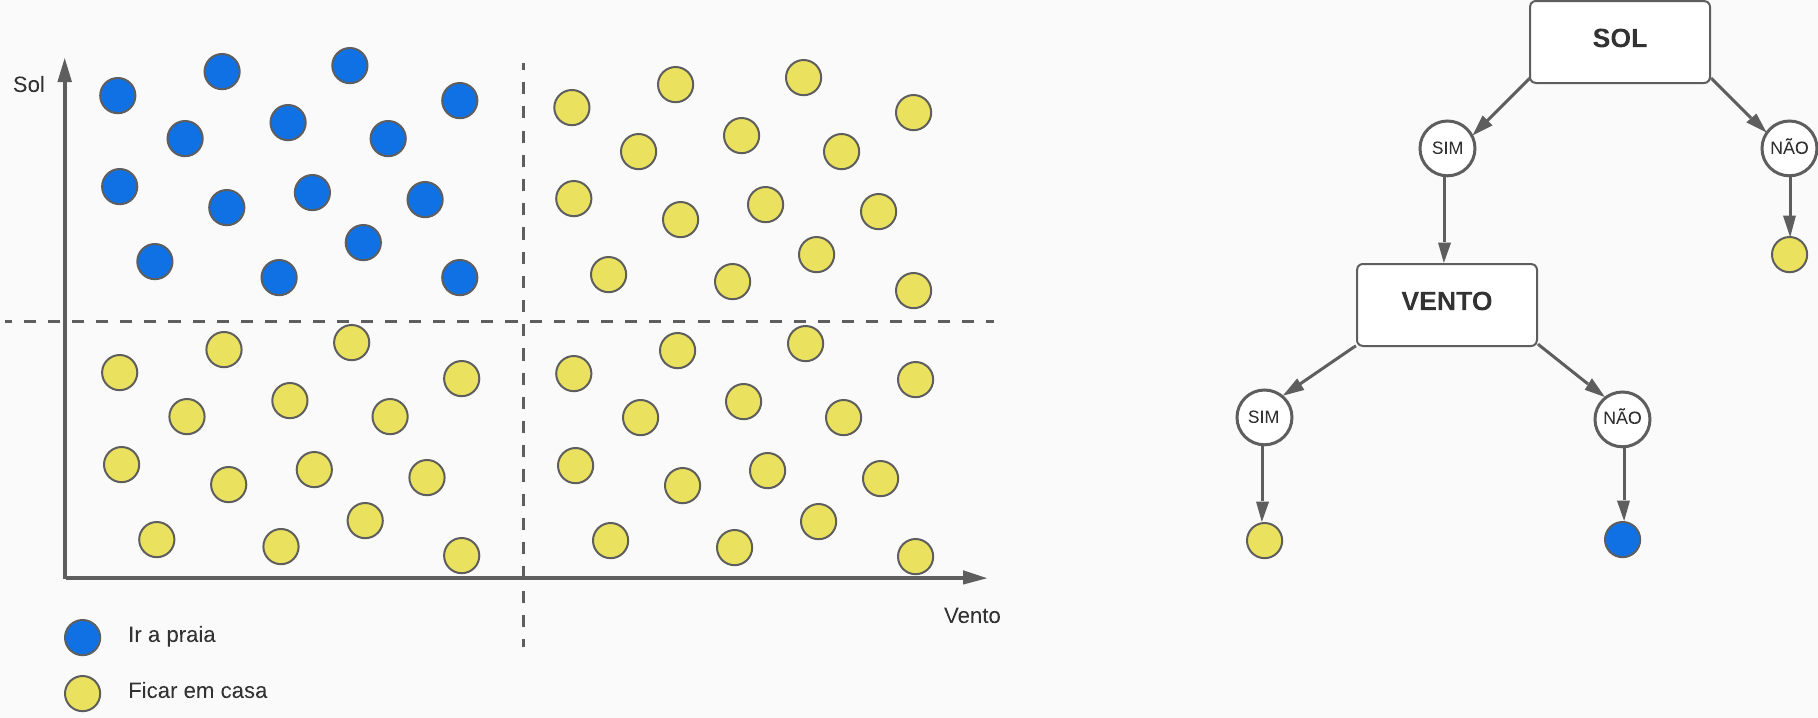 Sol
Vento
Ir a praia
Ficar em casa
SOL
SIM
NÃO
VENTO
SIM
NÃO